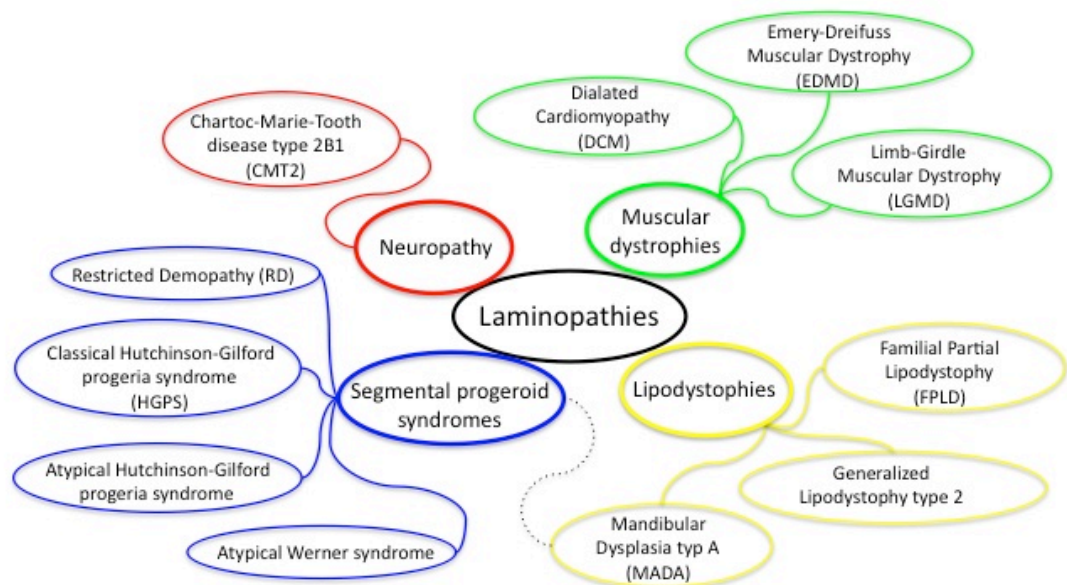 Emery-Dreifuss
Muscular Dystrophy
(EDMD)
Dialated
Cardiomyopathy
(DCM)
Chartoc-Marie-Tooth
disease type 2B1
(CMT2)
Limb-Girdle
Muscular Dystrophy
(LGMD)
Neuropathy
Muscular
dystrophies
Restricted Demopathy (RD)
Laminopathies
Classical Hutchinson-Gilford
progeria syndrome
(HGPS)
Segmental progeroid
syndromes
Lipodystophies
Familial Partial
Lipodystophy
(FPLD)
Atypical Hutchinson-Gilford
progeria syndrome
Generalized
Lipodystophy type 2
Atypical Werner syndrome
Mandibular
Dysplasia typ A
(MADA)